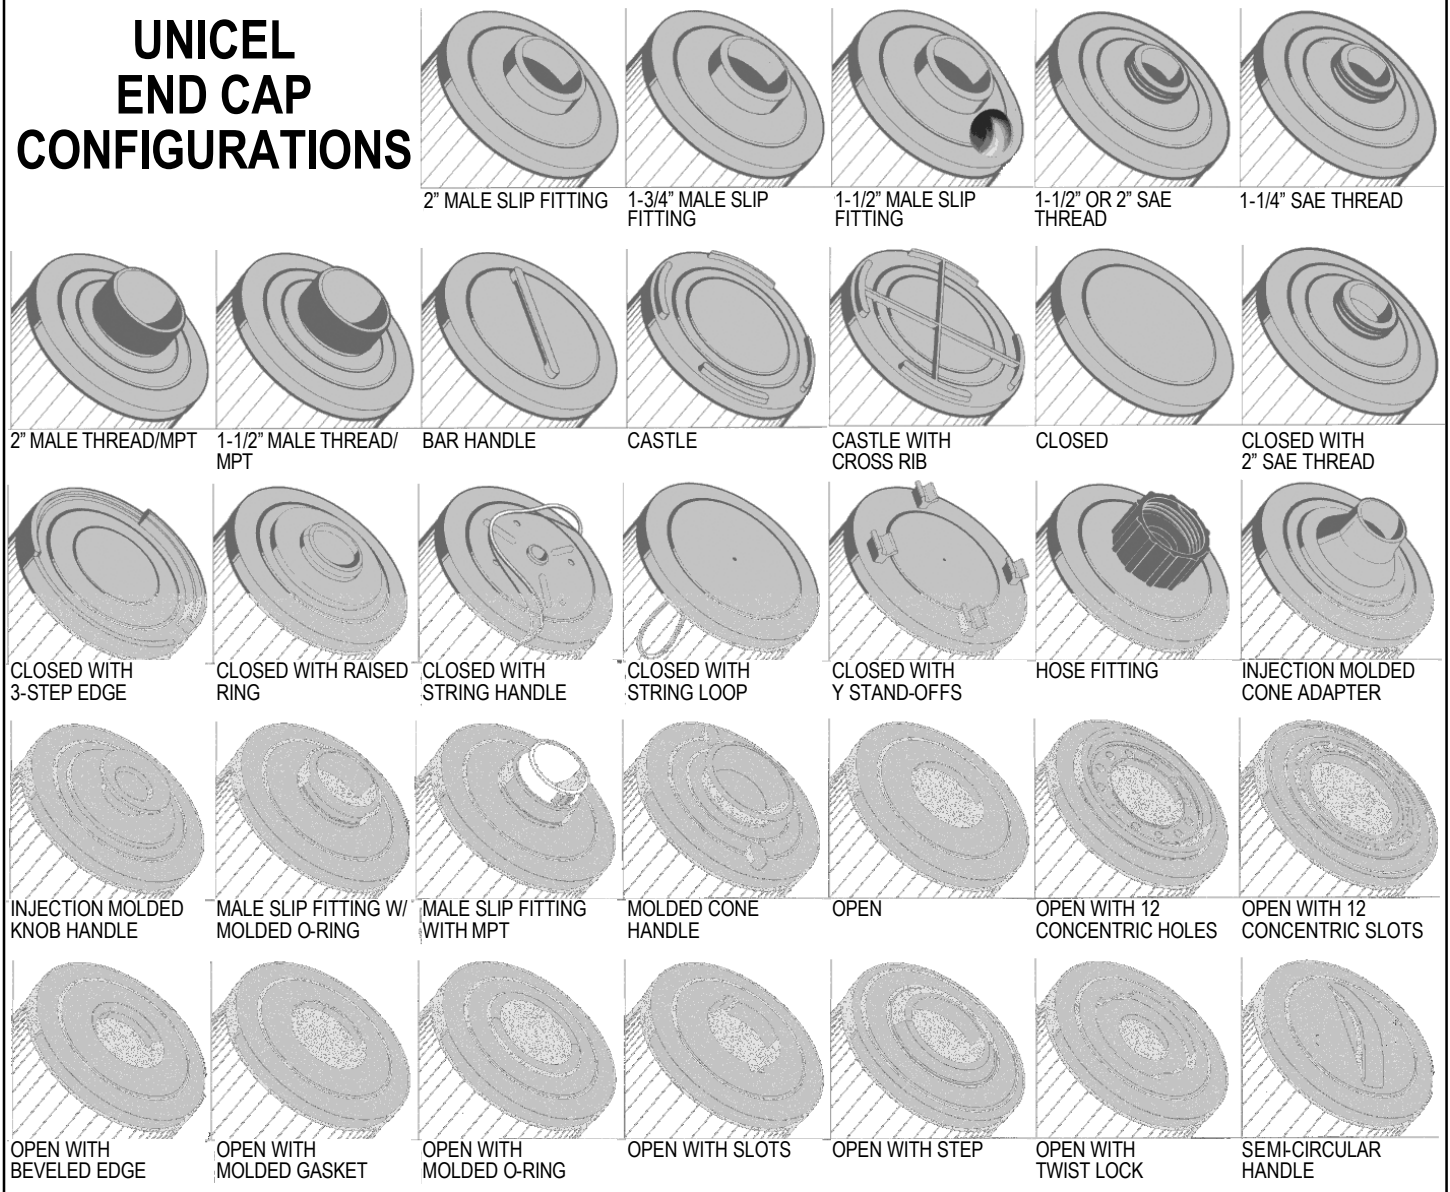 UNICEL
END CAP
CONFIGURATIONS
2” MALE SLIP FITTING
1-3/4” MALE SLIP
FITTING
1-1/2” MALE SLIP
FITTING
1-1/2” OR 2” SAE
THREAD
1-1/4” SAE THREAD
2” MALE THREAD/MPT
1-1/2” MALE THREAD/
MPT
BAR HANDLE
CASTLE
CASTLE WITH
CROSS RIB
CLOSED
CLOSED WITH
2” SAE THREAD
CLOSED WITH
3-STEP EDGE
CLOSED WITH RAISED
RING
CLOSED WITH
STRING HANDLE
CLOSED WITH
STRING LOOP
CLOSED WITH
Y STAND-OFFS
HOSE FITTING
INJECTION MOLDED
CONE ADAPTER
INJECTION MOLDED
KNOB HANDLE
MALE SLIP FITTING W/
MOLDED O-RING
MALE SLIP FITTING
WITH MPT
MOLDED CONE
HANDLE
OPEN
OPEN WITH 12
CONCENTRIC HOLES
OPEN WITH 12
CONCENTRIC SLOTS
OPEN WITH
BEVELED EDGE
OPEN WITH
MOLDED GASKET
OPEN WITH
MOLDED O-RING
OPEN WITH SLOTS
OPEN WITH STEP
OPEN WITH
TWIST LOCK
SEMI-CIRCULAR
HANDLE